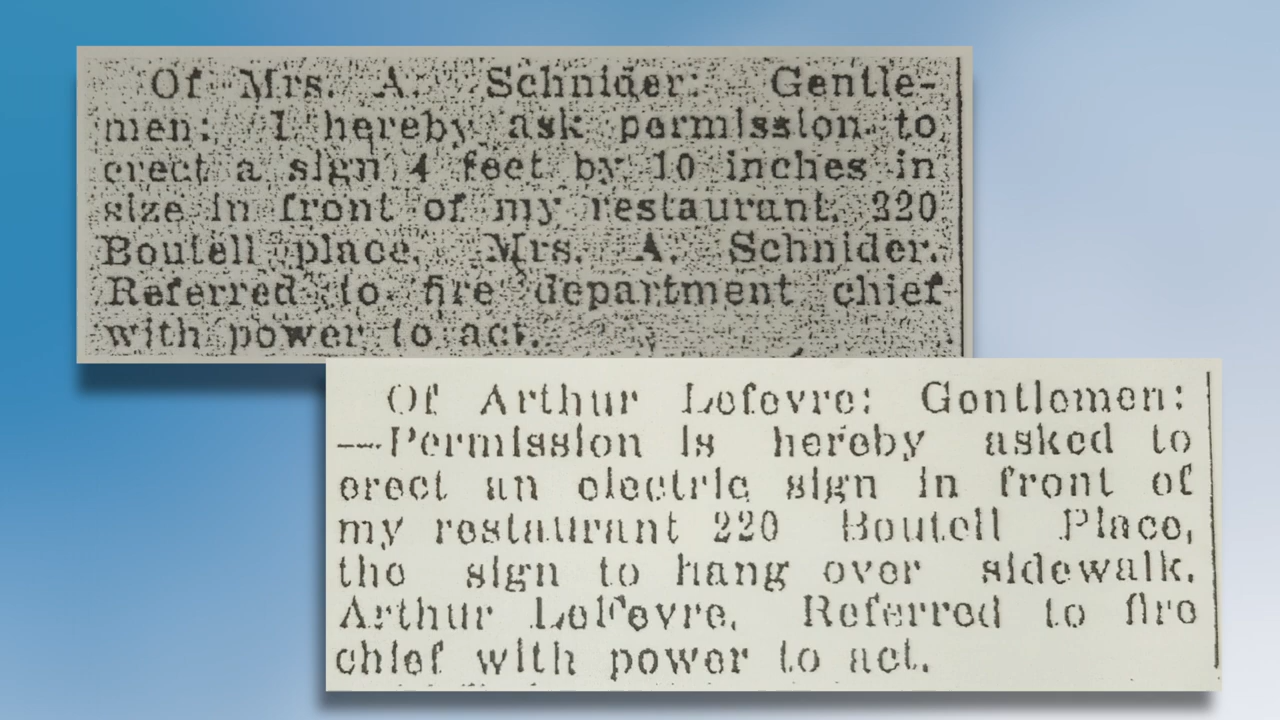 Of Mrs. A. Schnider: Gentle-
men: I hereby ask permission to
erect a sign 4 feet by 10 inches in
size in front of my restaurant, 220
Boutell place. Mrs. A. Schnider.
Referred to fire department chief
with power to act.
Of Arthur Lefevre: Gentlemen:
—Permission is hereby asked to
erect an electric sign in front of
my restaurant 220 Boutell Place,
the sign to hang over sidewalk.
Arthur LeFevre. Referred to fire
chief with power to act.